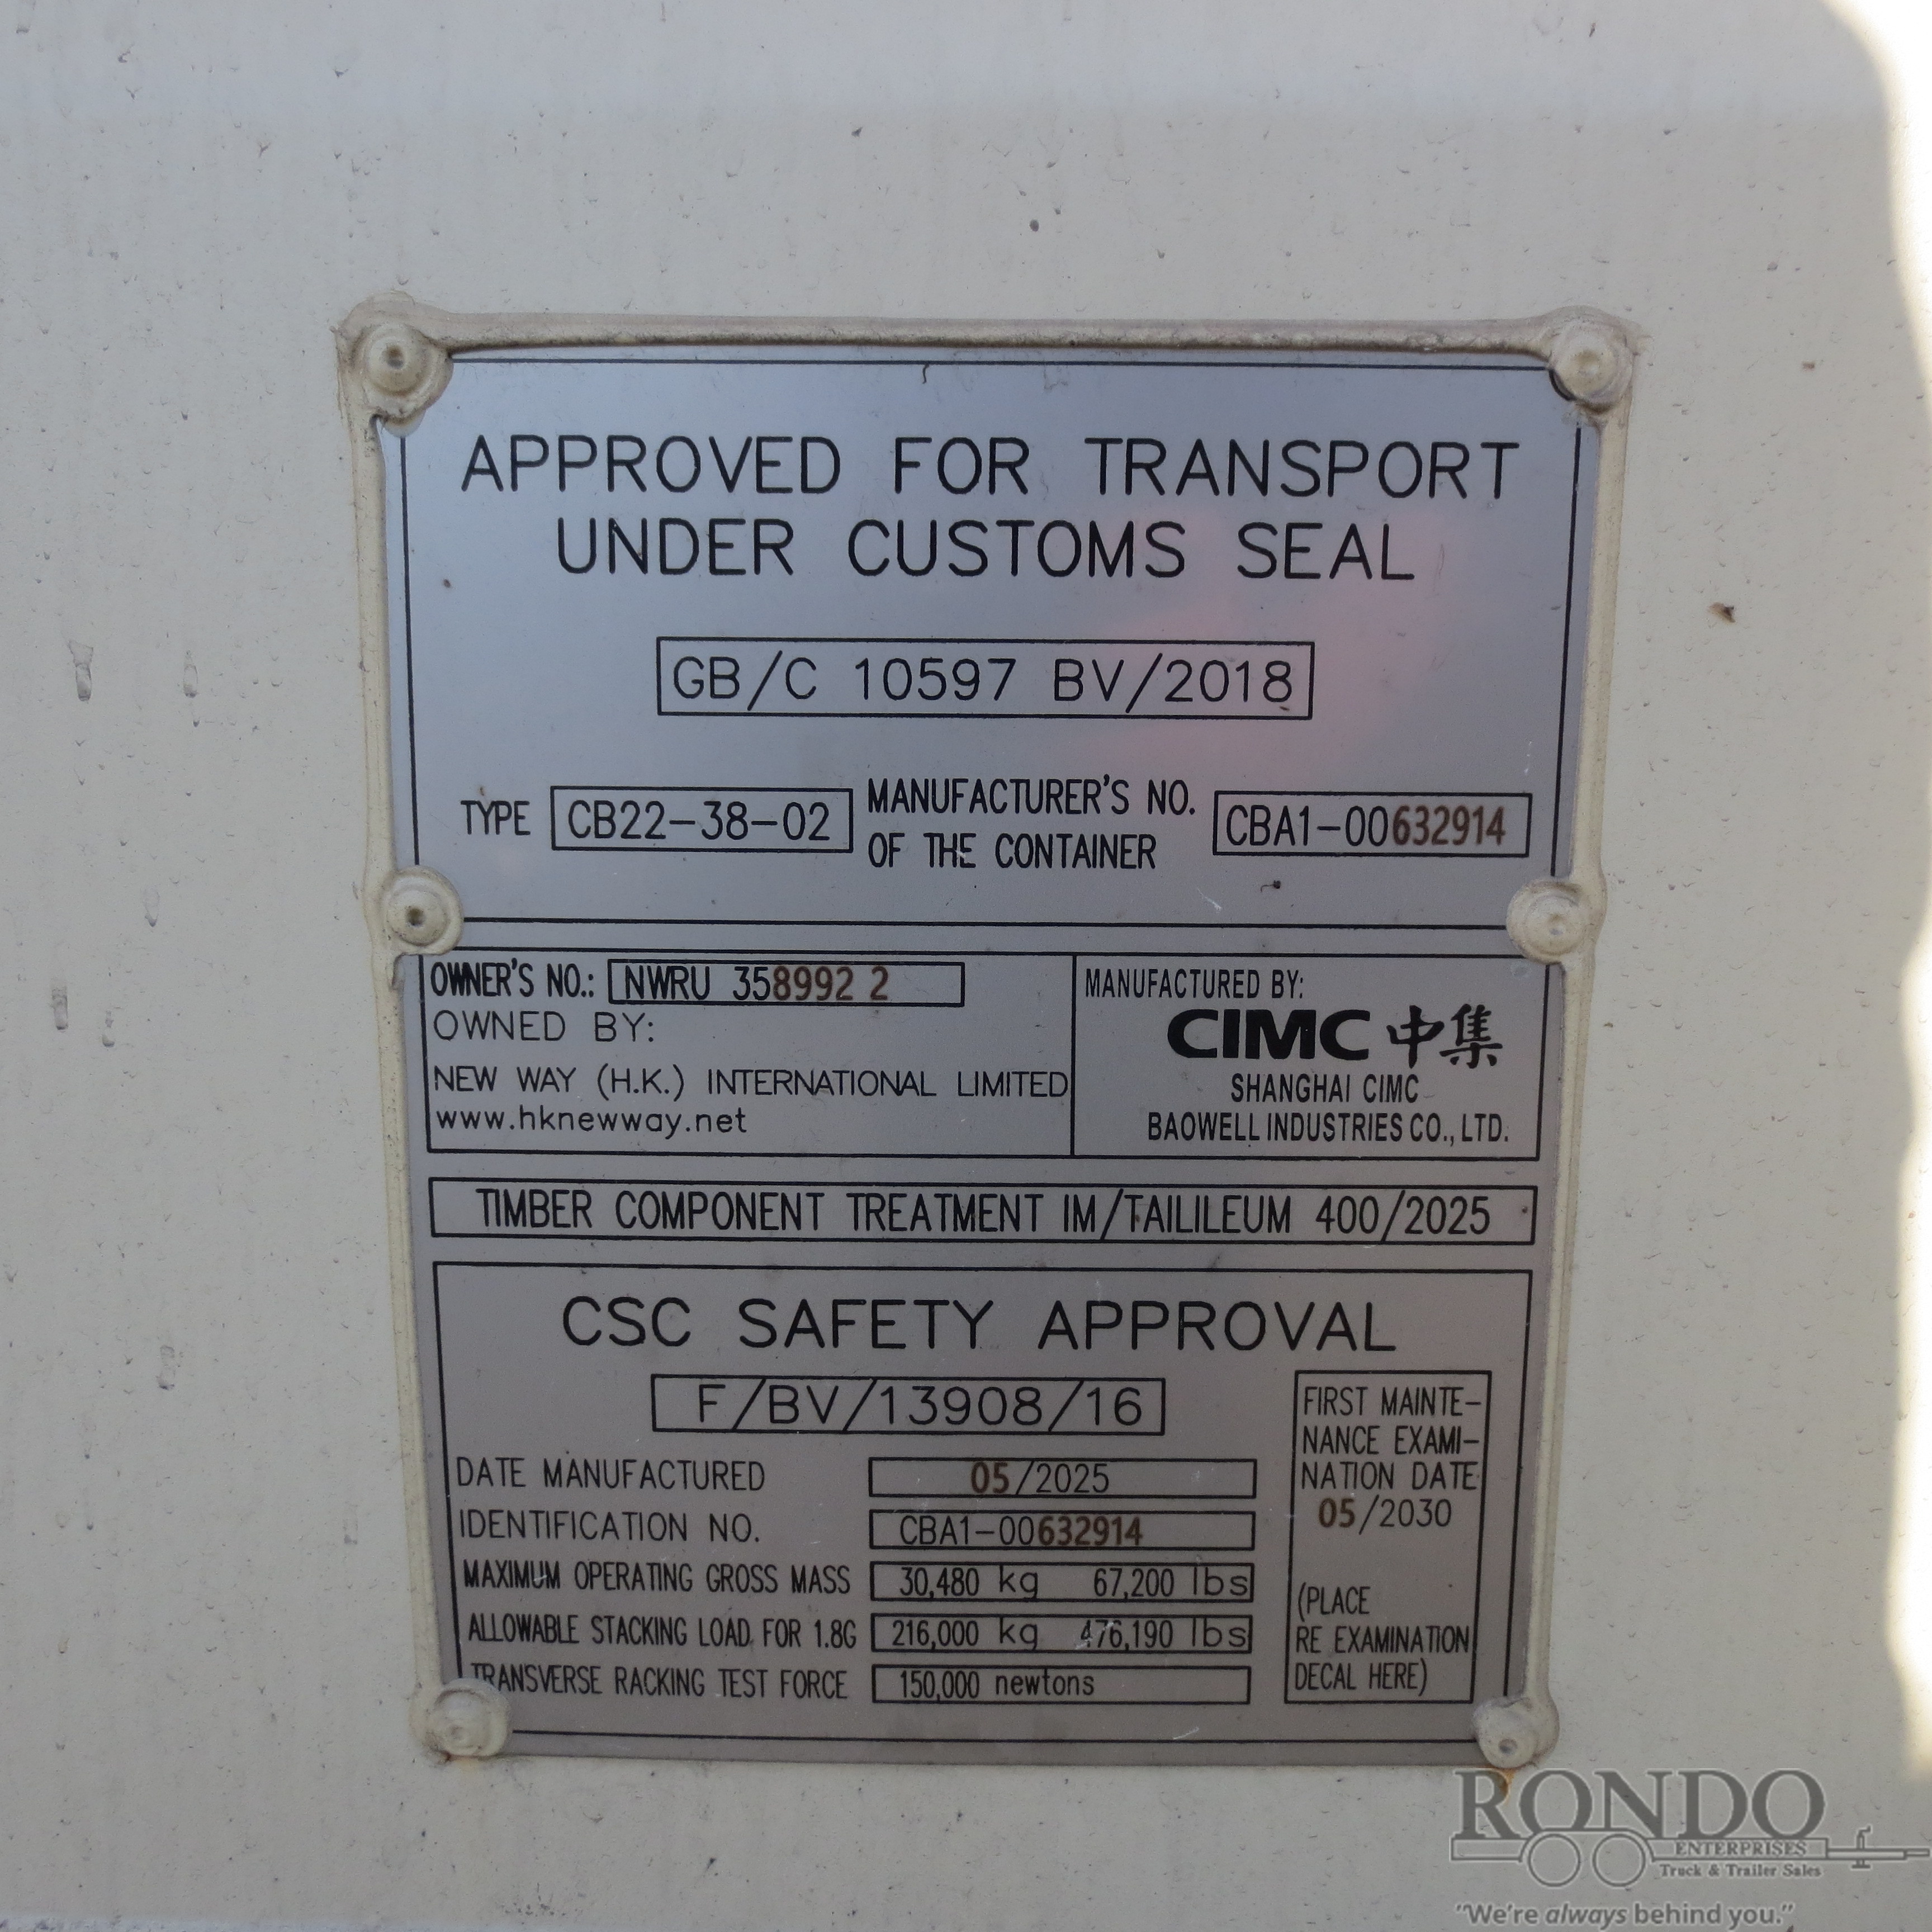 APPROVED FOR TRANSPORT
UNDER CUSTOMS SEAL
GB/C 10597 BV/2018
TYPE CB22-38-02 MANUFACTURER'S NO. OF THE CONTAINER CBA1-00632914
OWNER'S NO.: NWRU 358992 2
OWNED BY:
NEW WAY (H.K.) INTERNATIONAL LIMITED
www.hknewway.net
MANUFACTURED BY:
CIMC 中集
SHANGHAI CIMC
BAOWELL INDUSTRIES CO., LTD.
TIMBER COMPONENT TREATMENT IM/TAILILEUM 400/2025
CSC SAFETY APPROVAL
F/BV/13908/16
DATE MANUFACTURED 05/2025
IDENTIFICATION NO. CBA1-00632914
MAXIMUM OPERATING GROSS MASS 30,480 kg 67,200 lbs
ALLOWABLE STACKING LOAD FOR 1.8G 216,000 kg 476,190 lbs
TRANSVERSE RACKING TEST FORCE 150,000 newtons
FIRST MAINTE-
NANCE EXAMI-
NATION DATE
05/2030
(PLACE
RE EXAMINATION
DECAL HERE)
RONDO
ENTERPRISES
Truck & Trailer Sales
"We're always behind you."